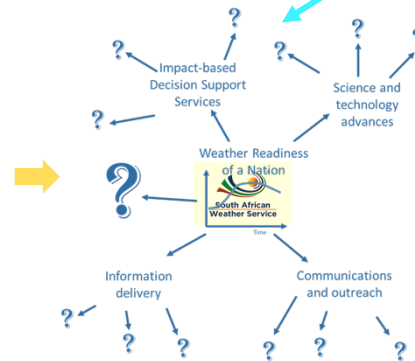 ?
?
?
?
?
?
Impact-based
Decision Support
Services
Science and
technology
advances
?
Weather Readiness
of a Nation
?
South African
Weather Service
Time
Information
delivery
Communications
and outreach
?
?
?
?
?
?